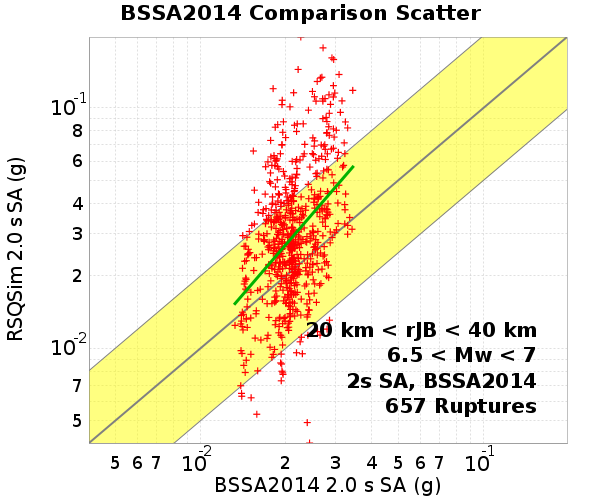 BSSA2014 Comparison Scatter
RSQSim 2.0 s SA (g)
10-1
8
6
4
3
2
10-2
7
5
20 km < rJB < 40 km
6.5 < Mw < 7
2s SA, BSSA2014
657 Ruptures
5 6 7 10-2 2 3 4 5 6 7 10-1
BSSA2014 2.0 s SA (g)